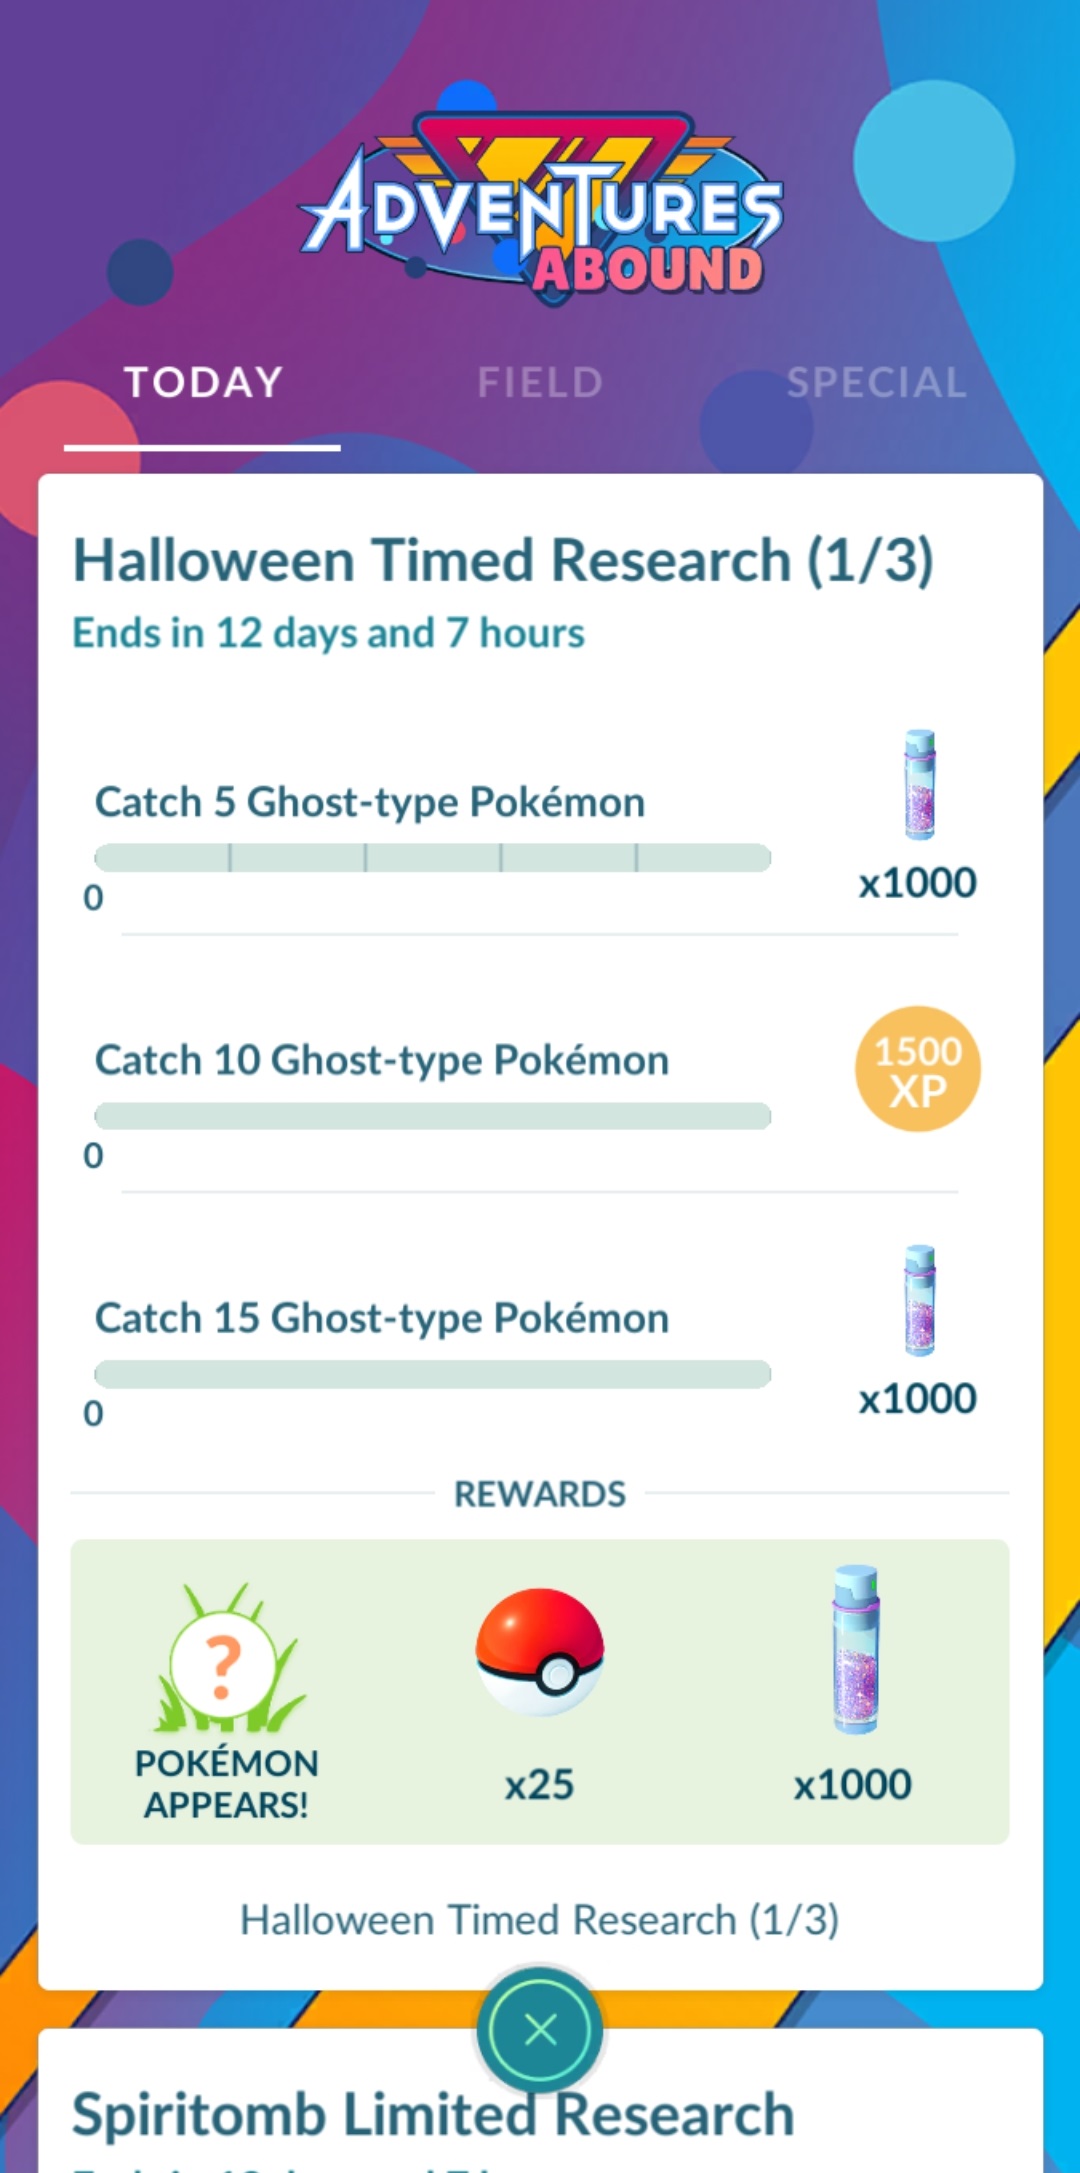 ADVENTURES
ABOUND
TODAY
FIELD
SPECIAL
Halloween Timed Research (1/3)
Ends in 12 days and 7 hours
Catch 5 Ghost-type Pokémon
0
x1000
Catch 10 Ghost-type Pokémon
0
1500
XP
Catch 15 Ghost-type Pokémon
0
x1000
REWARDS
?
POKÉMON
APPEARS!
x25
x1000
Halloween Timed Research (1/3)
Spiritomb Limited Research